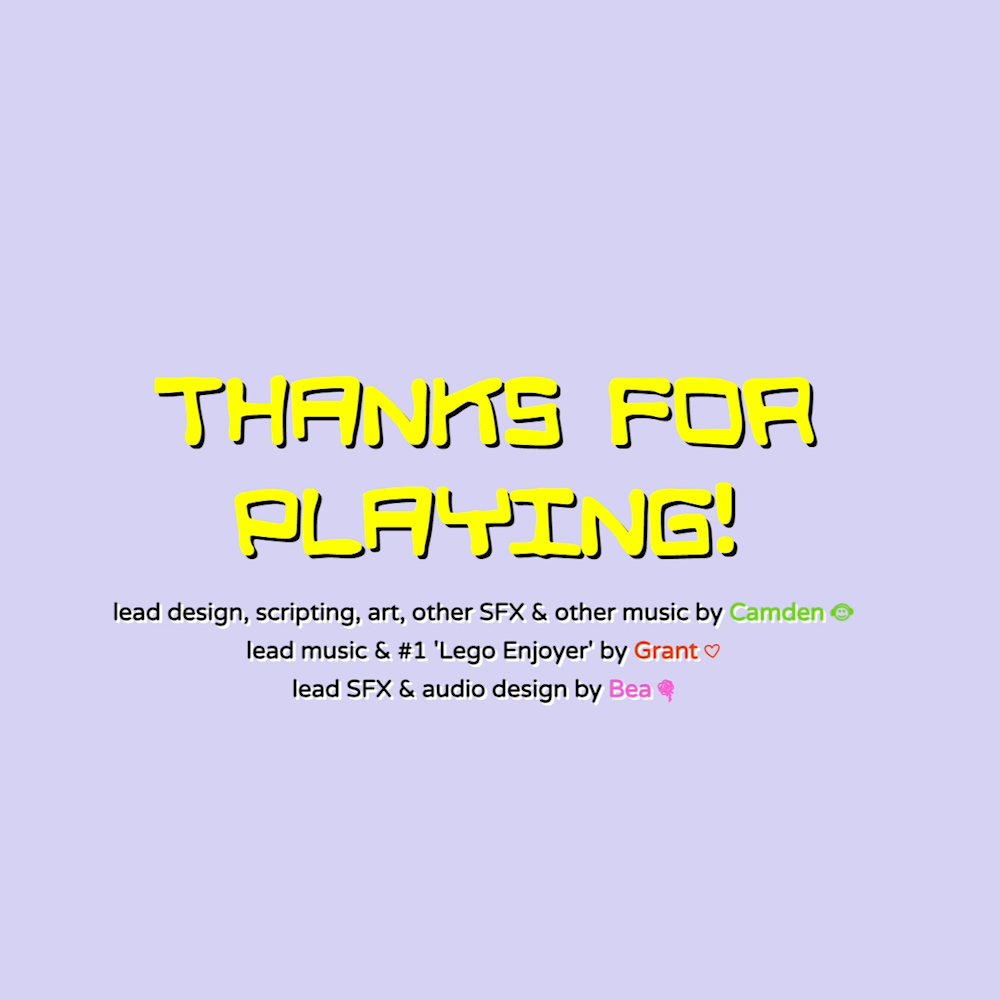 THANKS FOR
PLAYING!
lead design, scripting, art, other SFX & other music by Camden
lead music & #1 'Lego Enjoyer' by Grant ♡
lead SFX & audio design by Bea